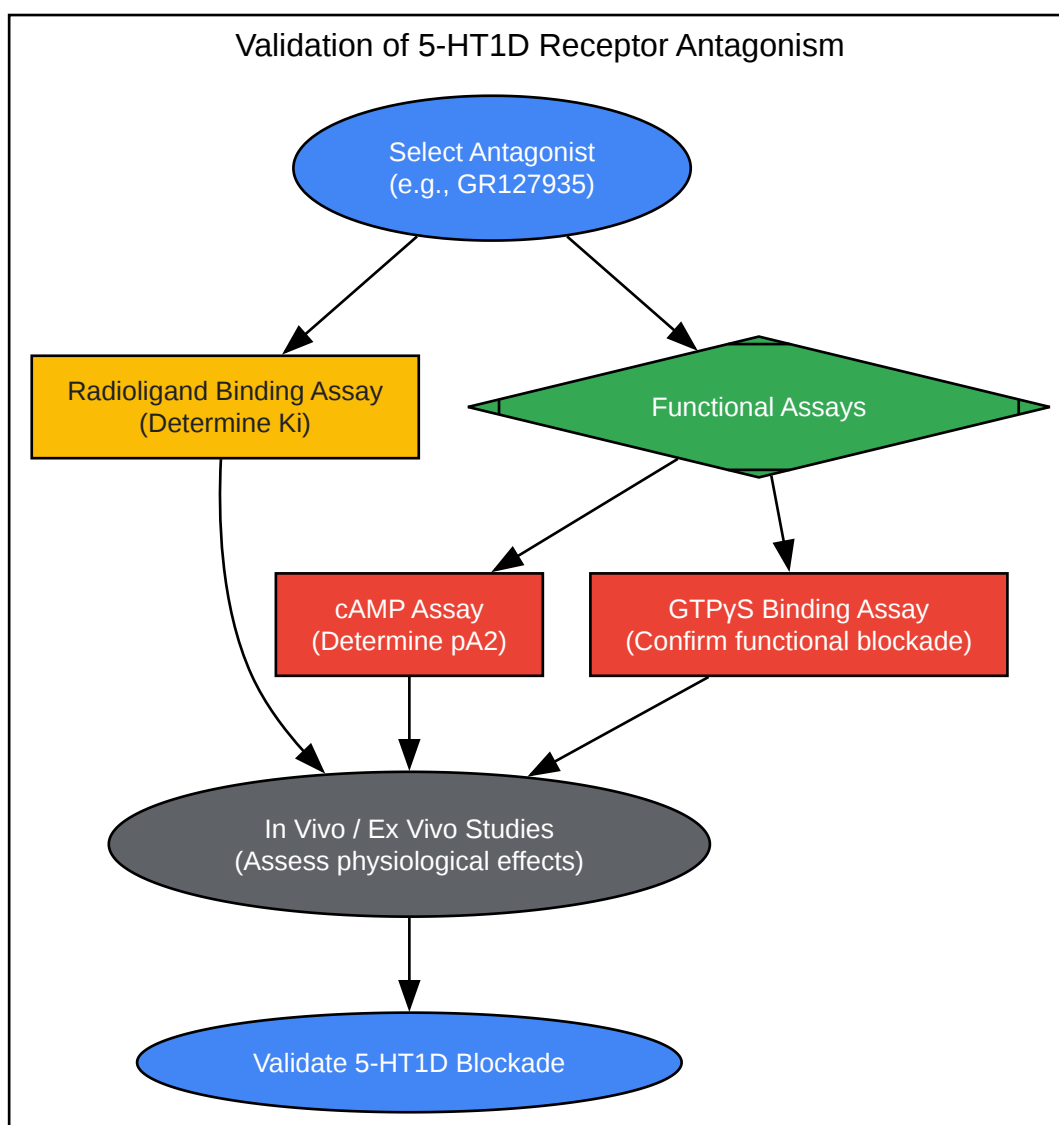 Validation of 5-HT1D Receptor Antagonism
Select Antagonist
(e.g., GR127935)
Radioligand Binding Assay
(Determine Ki)
Functional Assays
cAMP Assay
(Determine pA2)
GTPγS Binding Assay
(Confirm functional blockade)
In Vivo / Ex Vivo Studies
(Assess physiological effects)
Validate 5-HT1D Blockade